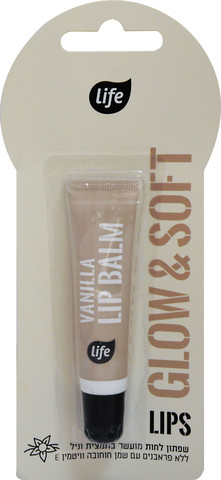 life
GLOW & SOFT
VANILLA
LIP BALM
life
LIPS
שפתון לחות מועשר בתמצית וניל
ללא פראבנים עם שמן חוחובה וויטמין E